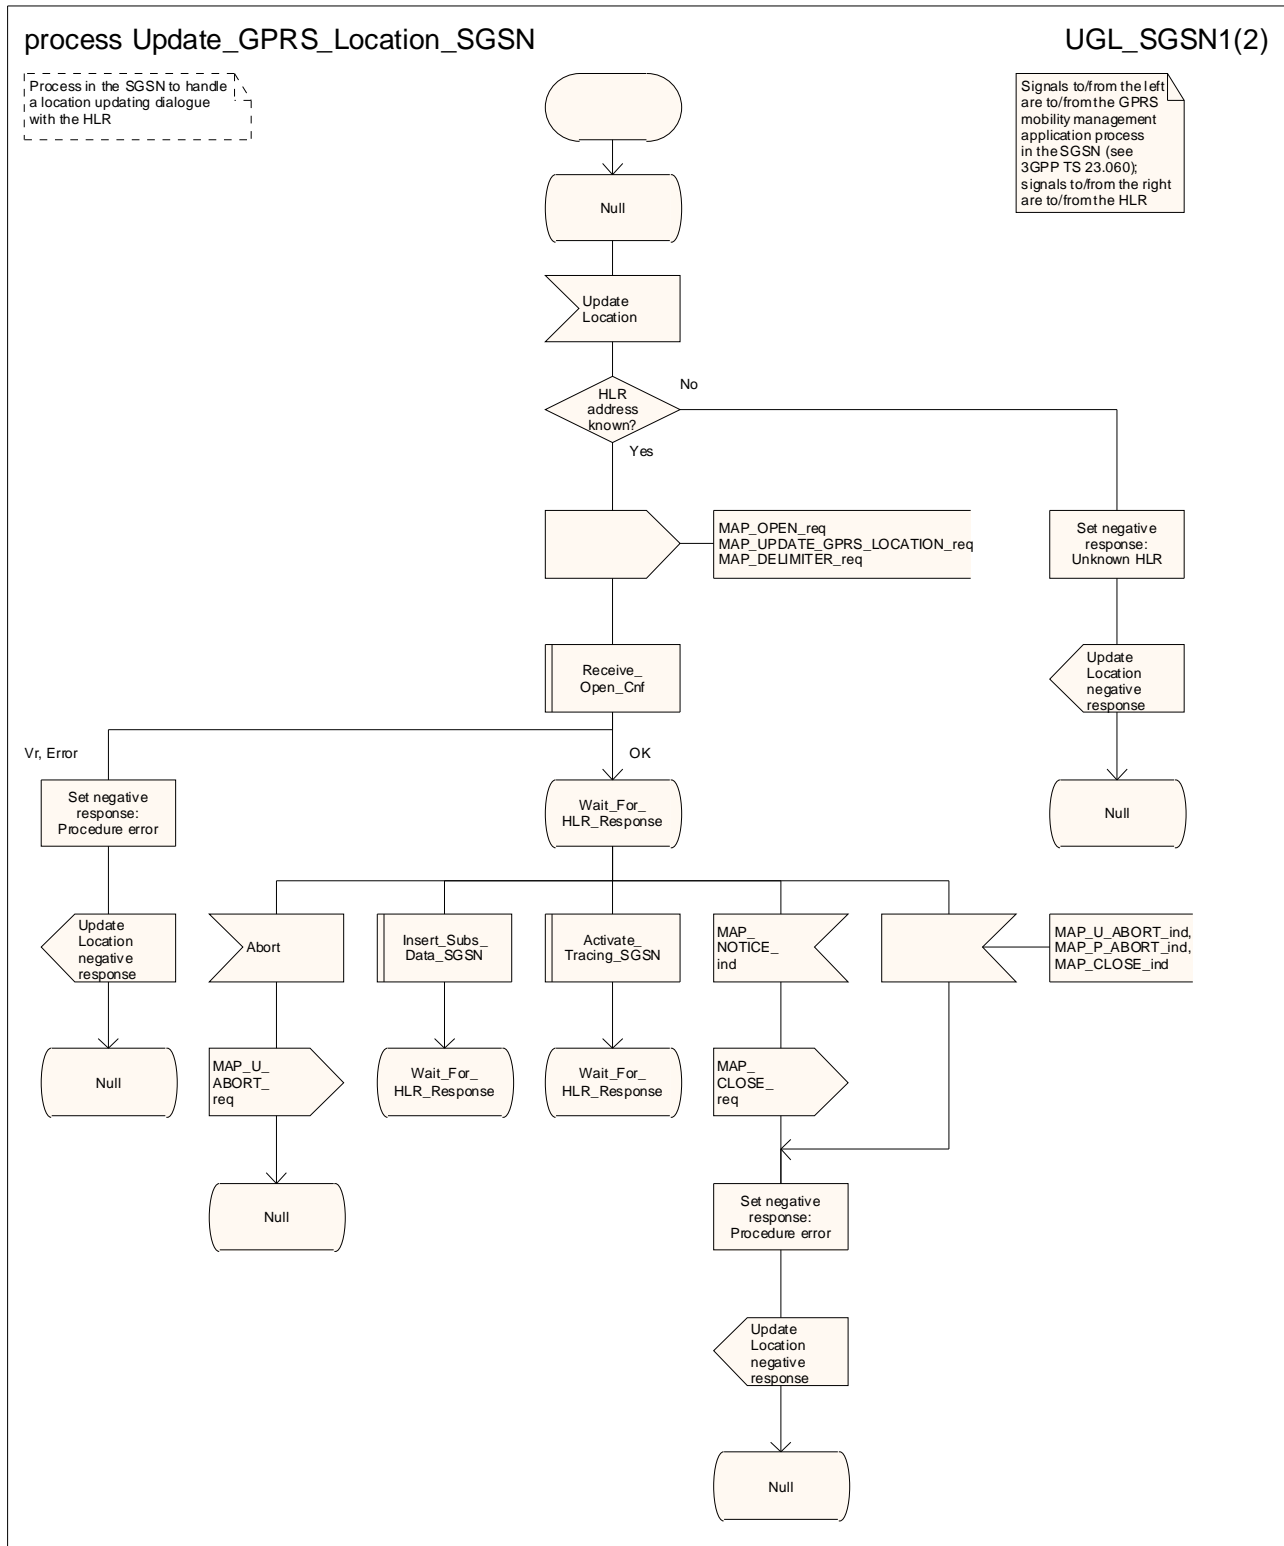 process Update_GPRS_Location_SGSN
UGL_SGSN1(2)
Process in the SGSN to handle
a location updating dialogue
with the HLR
Signals to/from the left
are to/from the GPRS
mobility management
application process
in the SGSN (see
3GPP TS 23.060);
signals to/from the right
are to/from the HLR
Null
Update
Location
HLR
address
known?
No
Yes
MAP_OPEN_req
MAP_UPDATE_GPRS_LOCATION_req
MAP_DELIMITER_req
Set negative
response:
Unknown HLR
Receive_
Open_Cnf
Update
Location
negative
response
Vr, Error
OK
Set negative
response:
Procedure error
Wait_For_
HLR_Response
Null
Update
Location
negative
response
Abort
Insert_Subs_
Data_SGSN
Activate_
Tracing_SGSN
MAP_
NOTICE_
ind
MAP_U_ABORT_ind,
MAP_P_ABORT_ind,
MAP_CLOSE_ind
Null
MAP_U_
ABORT_
req
Wait_For_
HLR_Response
Wait_For_
HLR_Response
MAP_
CLOSE_
req
Null
Set negative
response:
Procedure error
Update
Location
negative
response
Null